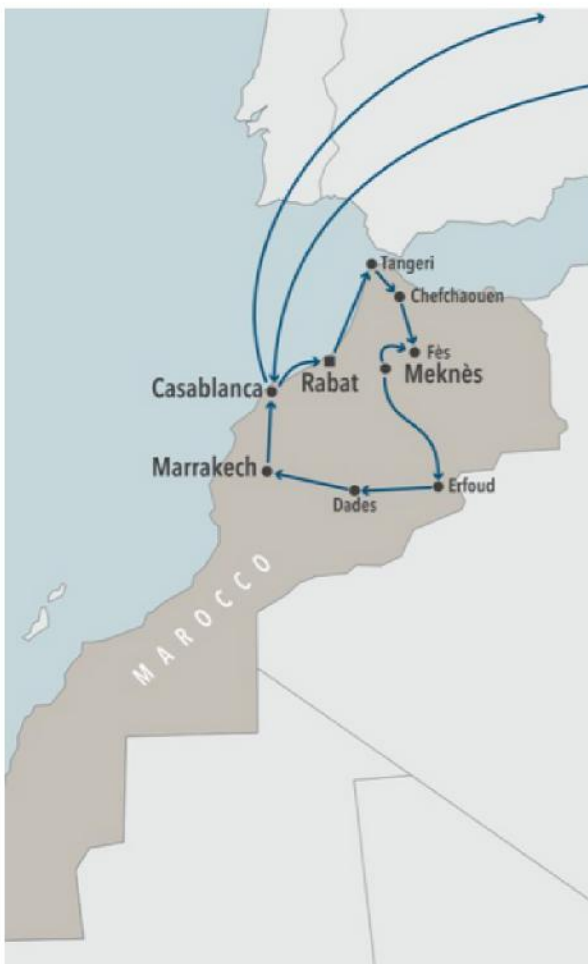 Tangeri
Chefchaouen
Fès
Rabat
Meknès
Casablanca
Marrakech
Erfoud
Dades
MAROCCO